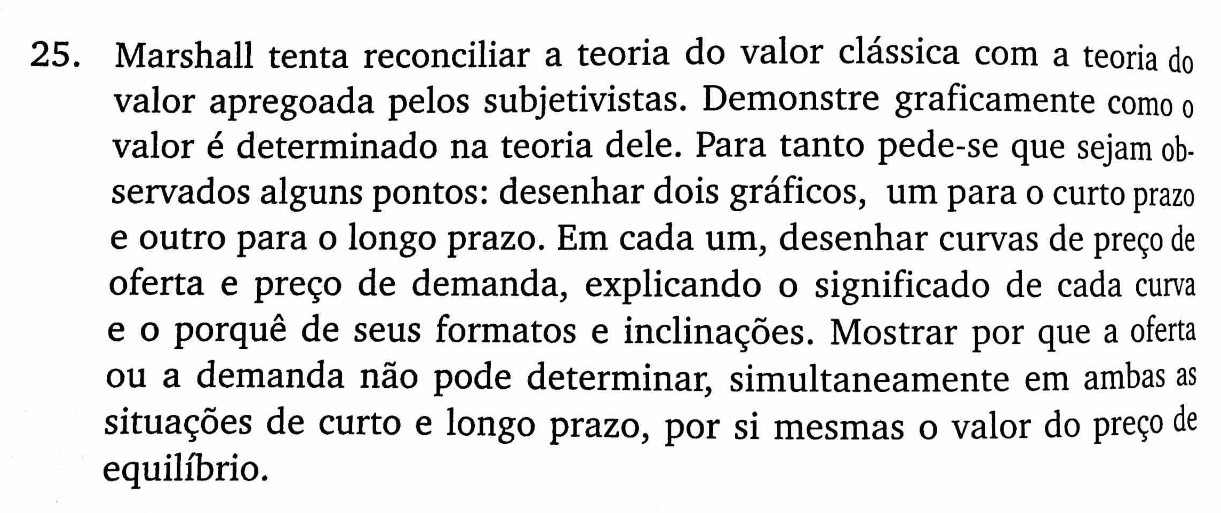 25. Marshall tenta reconciliar a teoria do valor clássica com a teoria do
valor apregoada pelos subjetivistas. Demonstre graficamente como o
valor é determinado na teoria dele. Para tanto pede-se que sejam ob-
servados alguns pontos: desenhar dois gráficos, um para o curto prazo
e outro para o longo prazo. Em cada um, desenhar curvas de preço de
oferta e preço de demanda, explicando o significado de cada curva
e o porquê de seus formatos e inclinações. Mostrar por que a oferta
ou a demanda não pode determinar, simultaneamente em ambas as
situações de curto e longo prazo, por si mesmas o valor do preço de
equilíbrio.